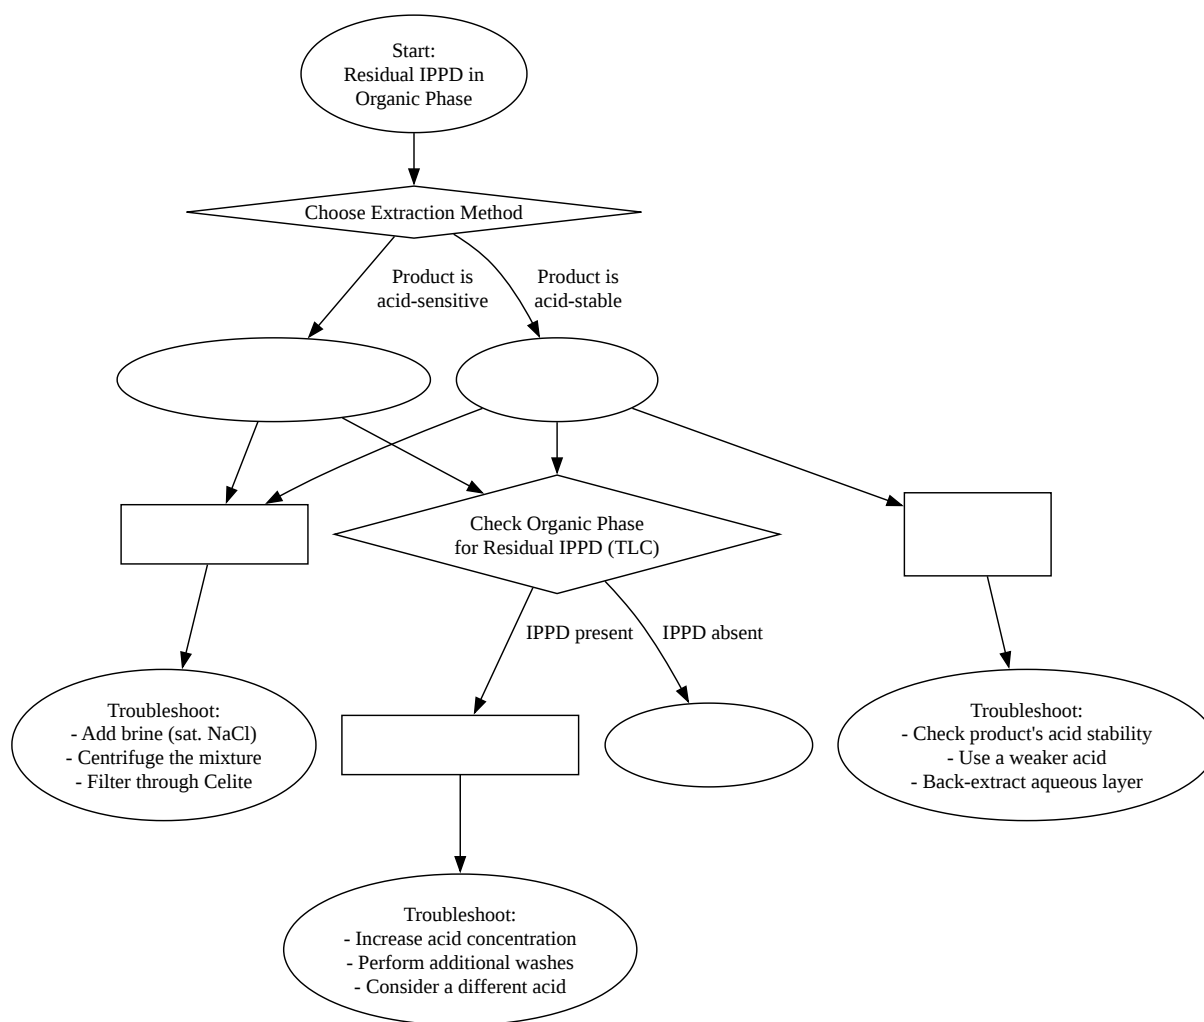 Start:
Residual IPPD in
Organic Phase
Choose Extraction Method
Product is
acid-sensitive
Product is
acid-stable
Check Organic Phase
for Residual IPPD (TLC)
IPPD present
IPPD absent
Troubleshoot:
- Add brine (sat. NaCl)
- Centrifuge the mixture
- Filter through Celite
Troubleshoot:
- Check product's acid stability
- Use a weaker acid
- Back-extract aqueous layer
Troubleshoot:
- Increase acid concentration
- Perform additional washes
- Consider a different acid